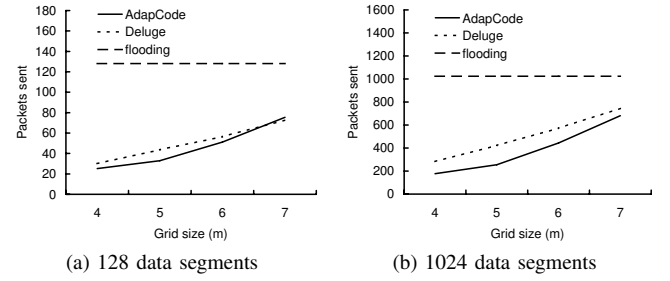 180
160
140
120
100
80
60
40
20
0
Packets sent
AdapCode
Deluge
flooding
4 5 6 7
Grid size (m)
(a) 128 data segments
1600
1400
1200
1000
800
600
400
200
0
Packets sent
AdapCode
Deluge
flooding
4 5 6 7
Grid size (m)
(b) 1024 data segments